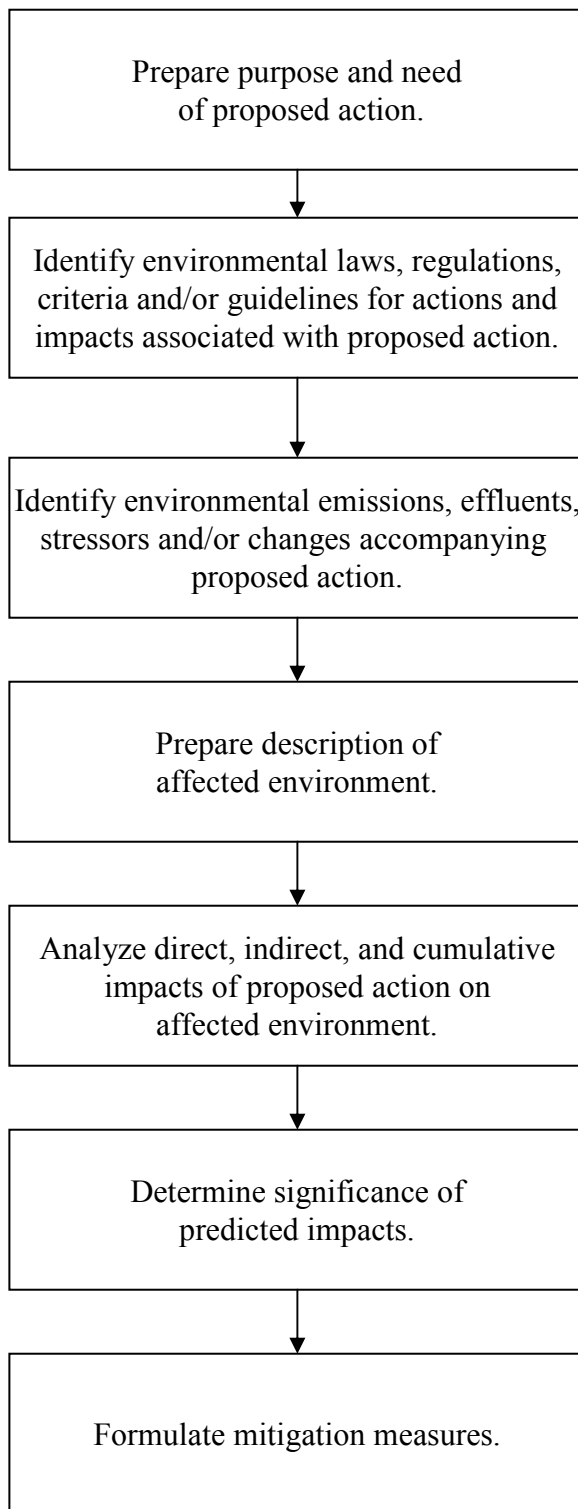 Prepare purpose and need
of proposed action.
Identify environmental laws, regulations,
criteria and/or guidelines for actions and
impacts associated with proposed action.
Identify environmental emissions, effluents,
stressors and/or changes accompanying
proposed action.
Prepare description of
affected environment.
Analyze direct, indirect, and cumulative
impacts of proposed action on
affected environment.
Determine significance of
predicted impacts.
Formulate mitigation measures.